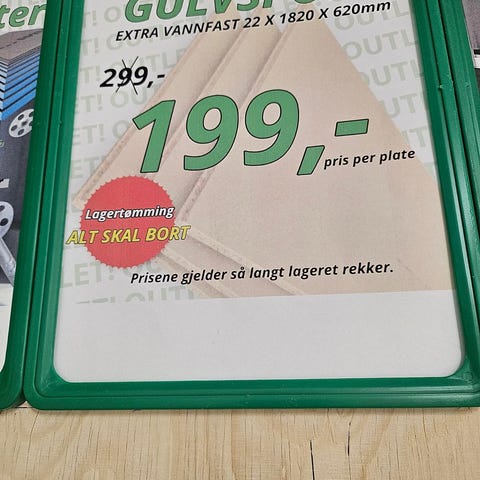 EXTRA VANNFAST 22 X 1820 X 620mm
299,-
199,-
pris per plate
Lagertømming
ALT SKAL BORT
Prisene gjelder så langt lageret rekker.